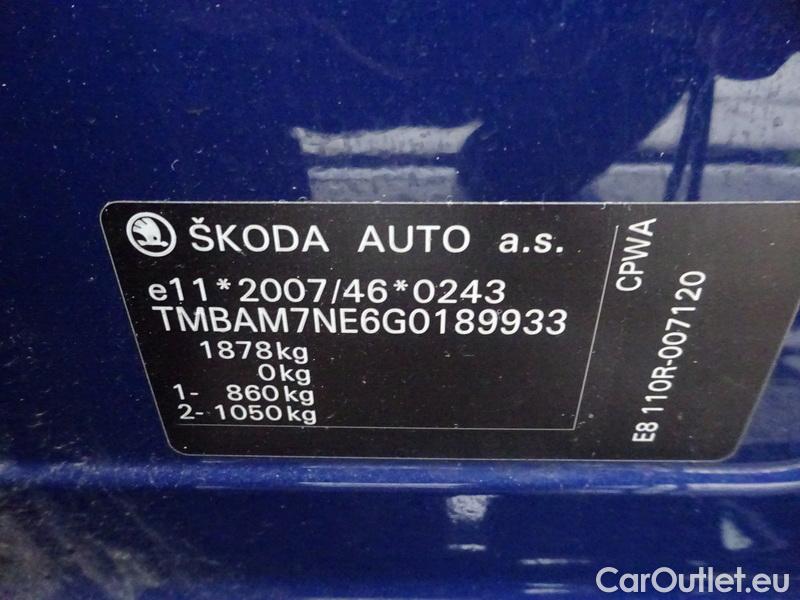 ŠKODA AUTO a.s.
e11*2007/46*0243
TMBAM7NE6G0189933
1878kg
0kg
1- 860kg
2- 1050kg
CPWA
E8 110R-007120
CarOutlet.eu